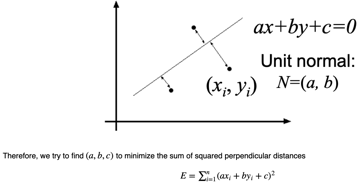 ax+by+c=0
Unit normal:
(xᵢ, yᵢ) N=(a, b)
Therefore, we try to find (a, b, c) to minimize the sum of squared perpendicular distances
E = ∑ⁿᵢ₌₁(axᵢ + byᵢ + c)²